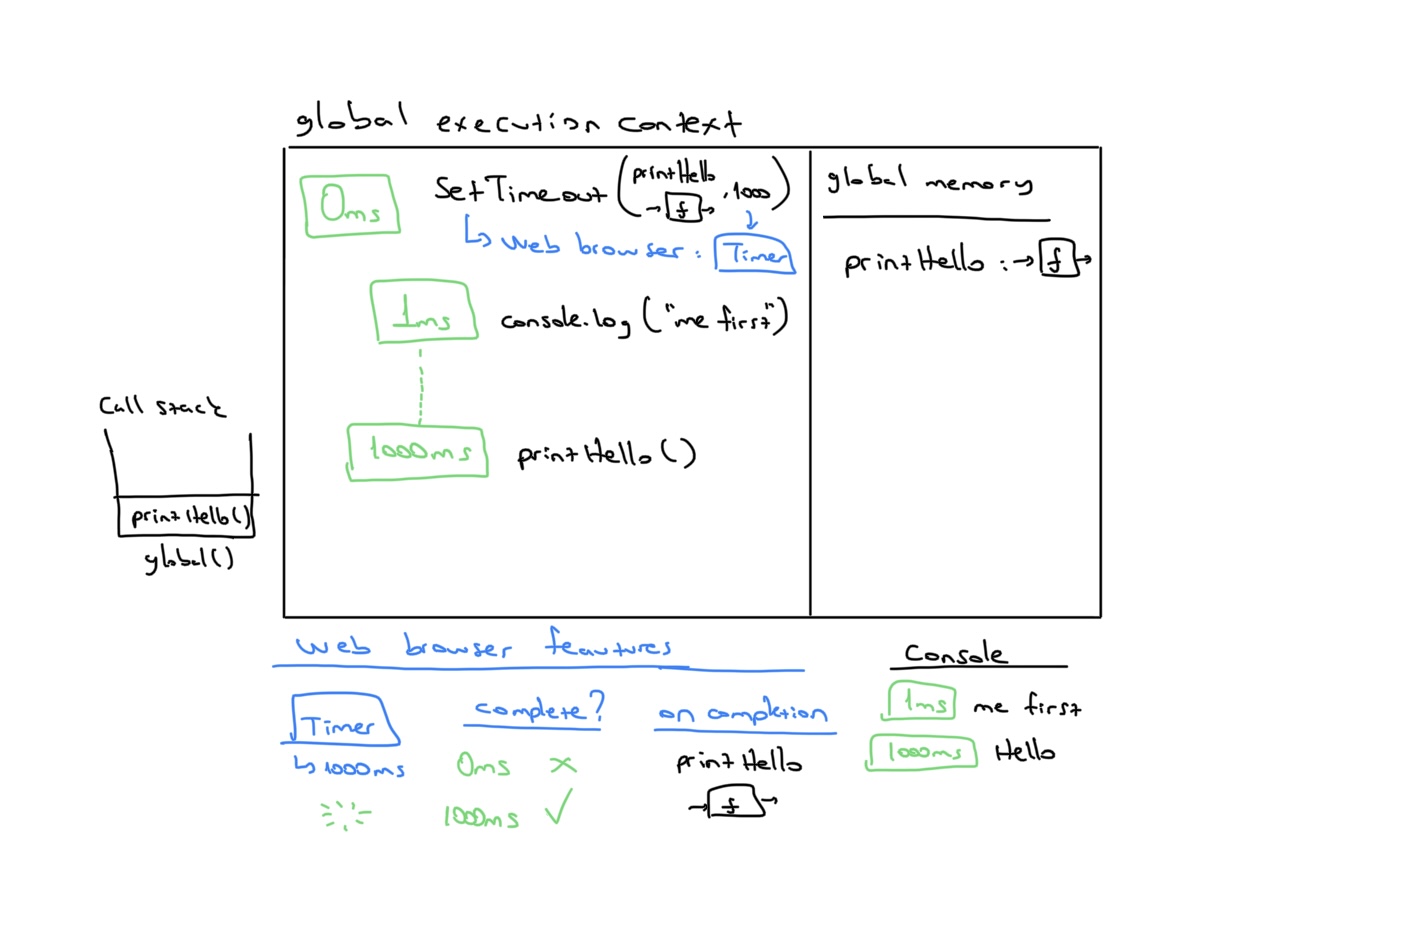 global execution context
0ms
SetTimeout (printHello →f→, 1000)
↳ Web browser: Timer
1ms
console.log ("me first")
1000ms
printHello ()
global memory
printHello : →f→
Call stack
printHello()
global()
Web browser feautures
Timer
↳ 1000ms
complete?
0ms ×
1000ms ✓
on completion
printHello
→f→
Console
1ms me first
1000ms Hello